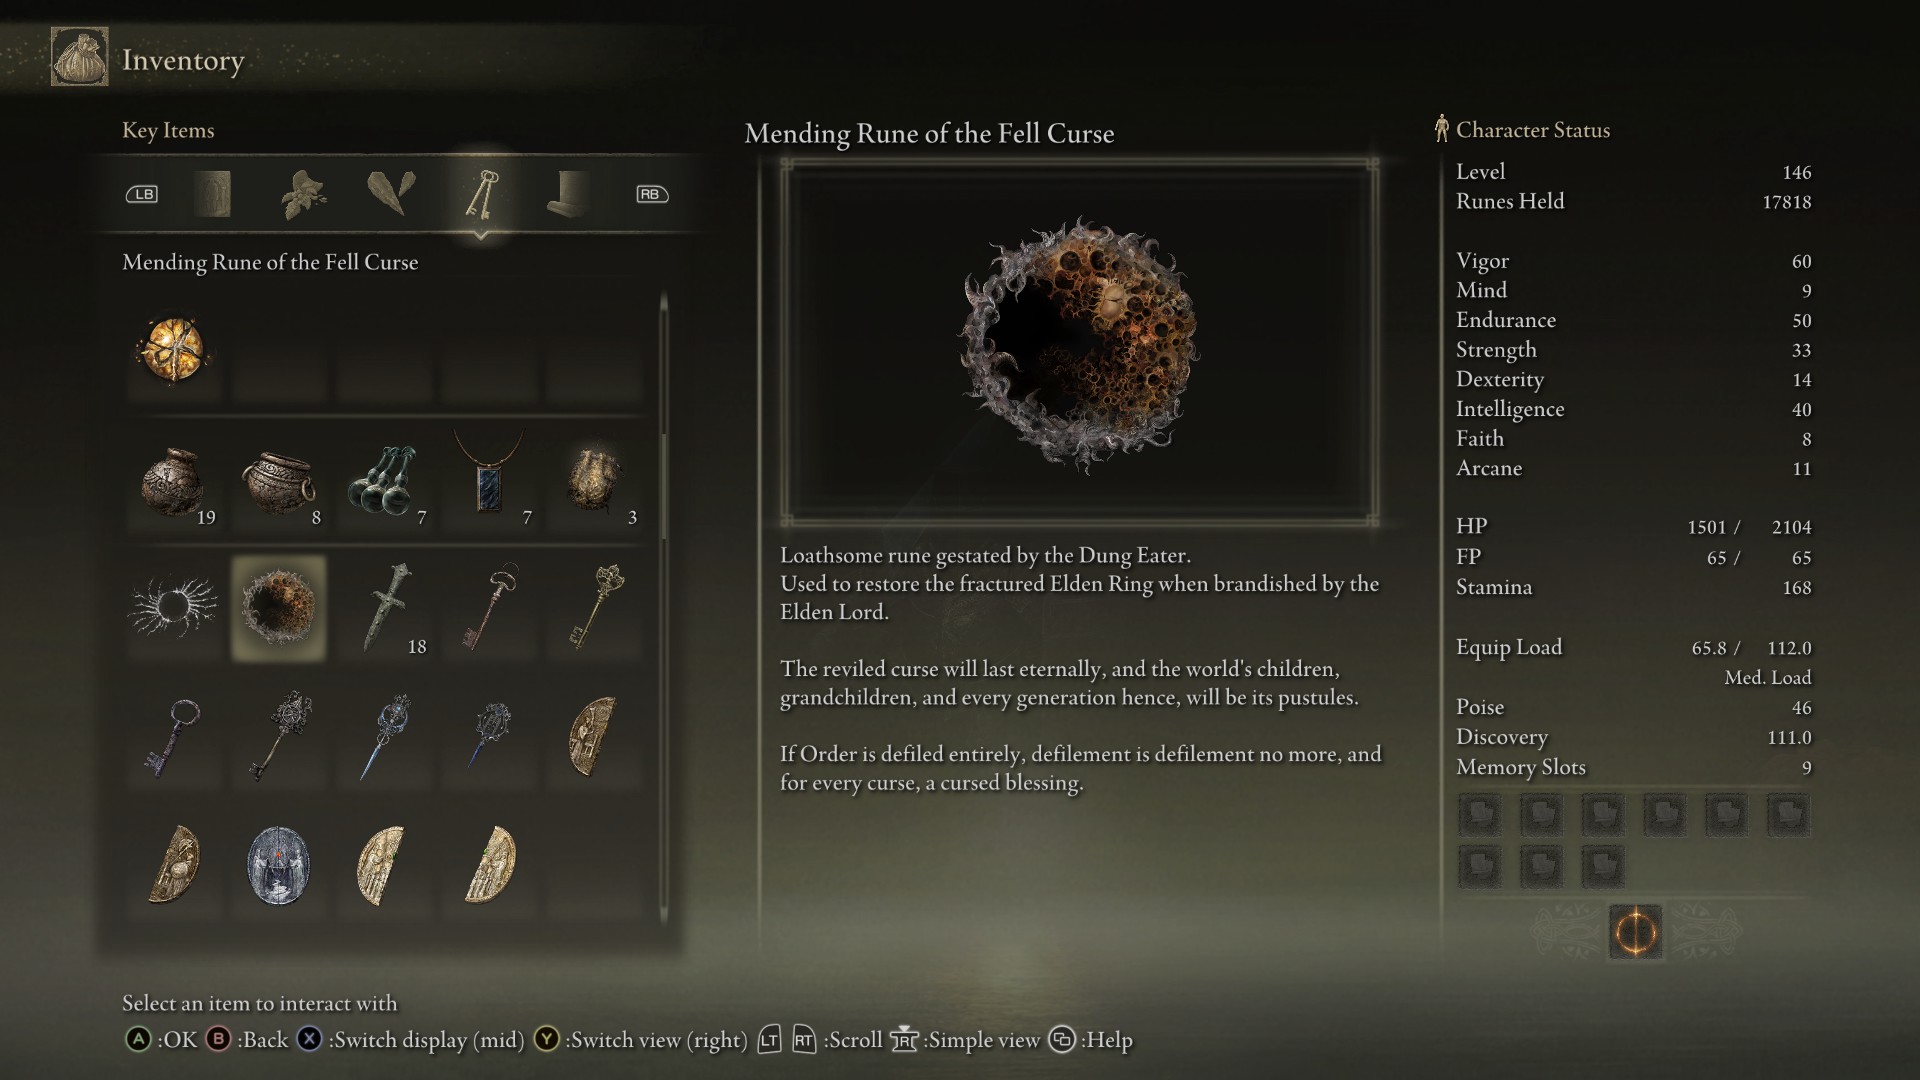 Inventory
Key Items
LB
RB
Mending Rune of the Fell Curse
19
8
7
7
3
18
Mending Rune of the Fell Curse
Loathsome rune gestated by the Dung Eater.
Used to restore the fractured Elden Ring when brandished by the
Elden Lord.
The reviled curse will last eternally, and the world's children,
grandchildren, and every generation hence, will be its pustules.
If Order is defiled entirely, defilement is defilement no more, and
for every curse, a cursed blessing.
Character Status
Level 146
Runes Held 17818
Vigor 60
Mind 9
Endurance 50
Strength 33
Dexterity 14
Intelligence 40
Faith 8
Arcane 11
HP 1501 / 2104
FP 65 / 65
Stamina 168
Equip Load 65.8 / 112.0
Med. Load
Poise 46
Discovery 111.0
Memory Slots 9
Select an item to interact with
A :OK B :Back X :Switch display (mid) Y :Switch view (right) LT RT :Scroll R :Simple view :Help